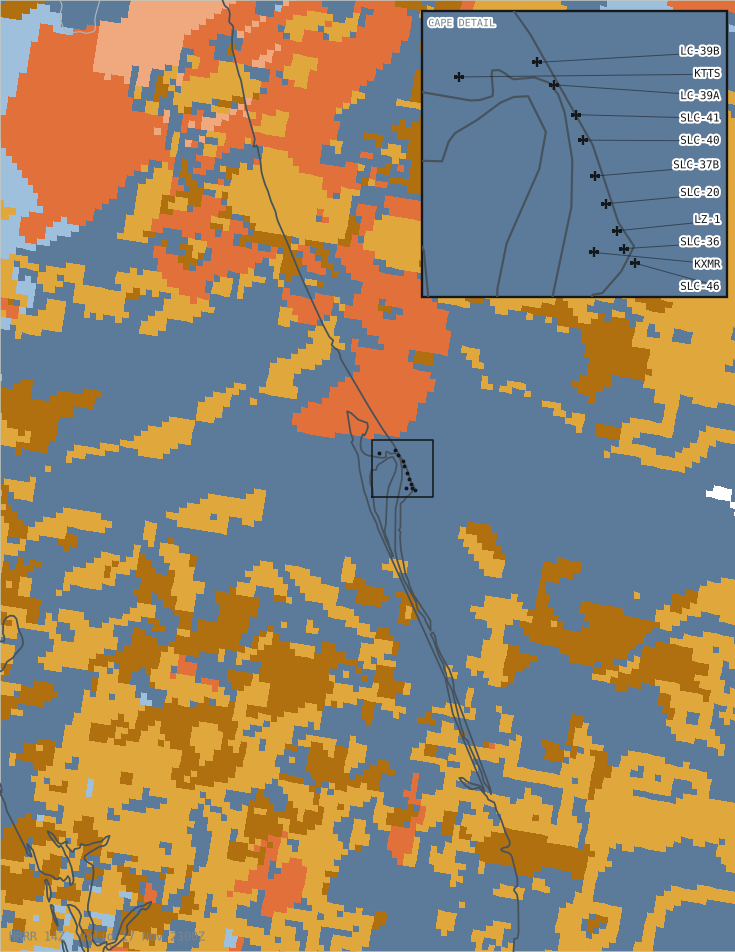 CAPE DETAIL
LC-39B
KTTS
LC-39A
SLC-41
SLC-40
SLC-37B
SLC-20
LZ-1
SLC-36
KXMR
SLC-46